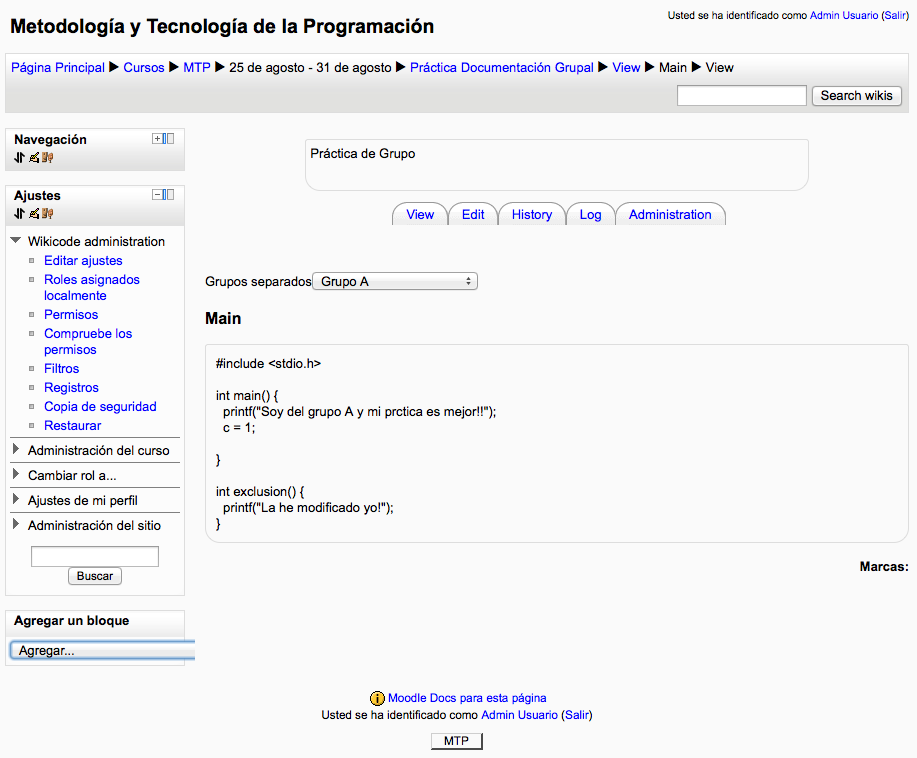 Metodología y Tecnología de la Programación
Usted se ha identificado como Admin Usuario (Salir)
Página Principal ▶ Cursos ▶ MTP ▶ 25 de agosto - 31 de agosto ▶ Práctica Documentación Grupal ▶ View ▶ Main ▶ View
Search wikis
Navegación
Ajustes
Wikicode administration
Editar ajustes
Roles asignados
localmente
Permisos
Compruebe los
permisos
Filtros
Registros
Copia de seguridad
Restaurar
Administración del curso
Cambiar rol a...
Ajustes de mi perfil
Administración del sitio
Buscar
Agregar un bloque
Agregar...
Práctica de Grupo
View Edit History Log Administration
Grupos separados Grupo A
Main
#include <stdio.h>
int main() {
printf("Soy del grupo A y mi prctica es mejor!!");
c = 1;
}
int exclusion() {
printf("La he modificado yo!");
}
Marcas:
Moodle Docs para esta página
Usted se ha identificado como Admin Usuario (Salir)
MTP